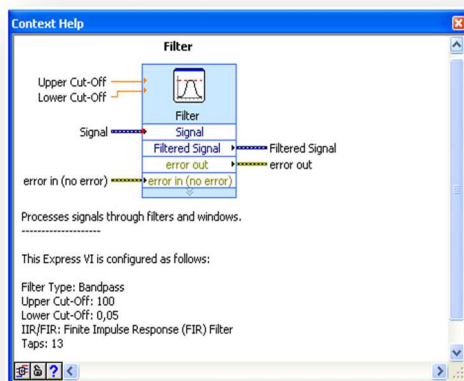 Context Help
Filter
Upper Cut-Off
Lower Cut-Off
Filter
Signal
Signal
Filtered Signal
Filtered Signal
error out
error out
error in (no error)
error in (no error)
Processes signals through filters and windows.
--------------------
This Express VI is configured as follows:
Filter Type: Bandpass
Upper Cut-Off: 100
Lower Cut-Off: 0,05
IIR/FIR: Finite Impulse Response (FIR) Filter
Taps: 13
?